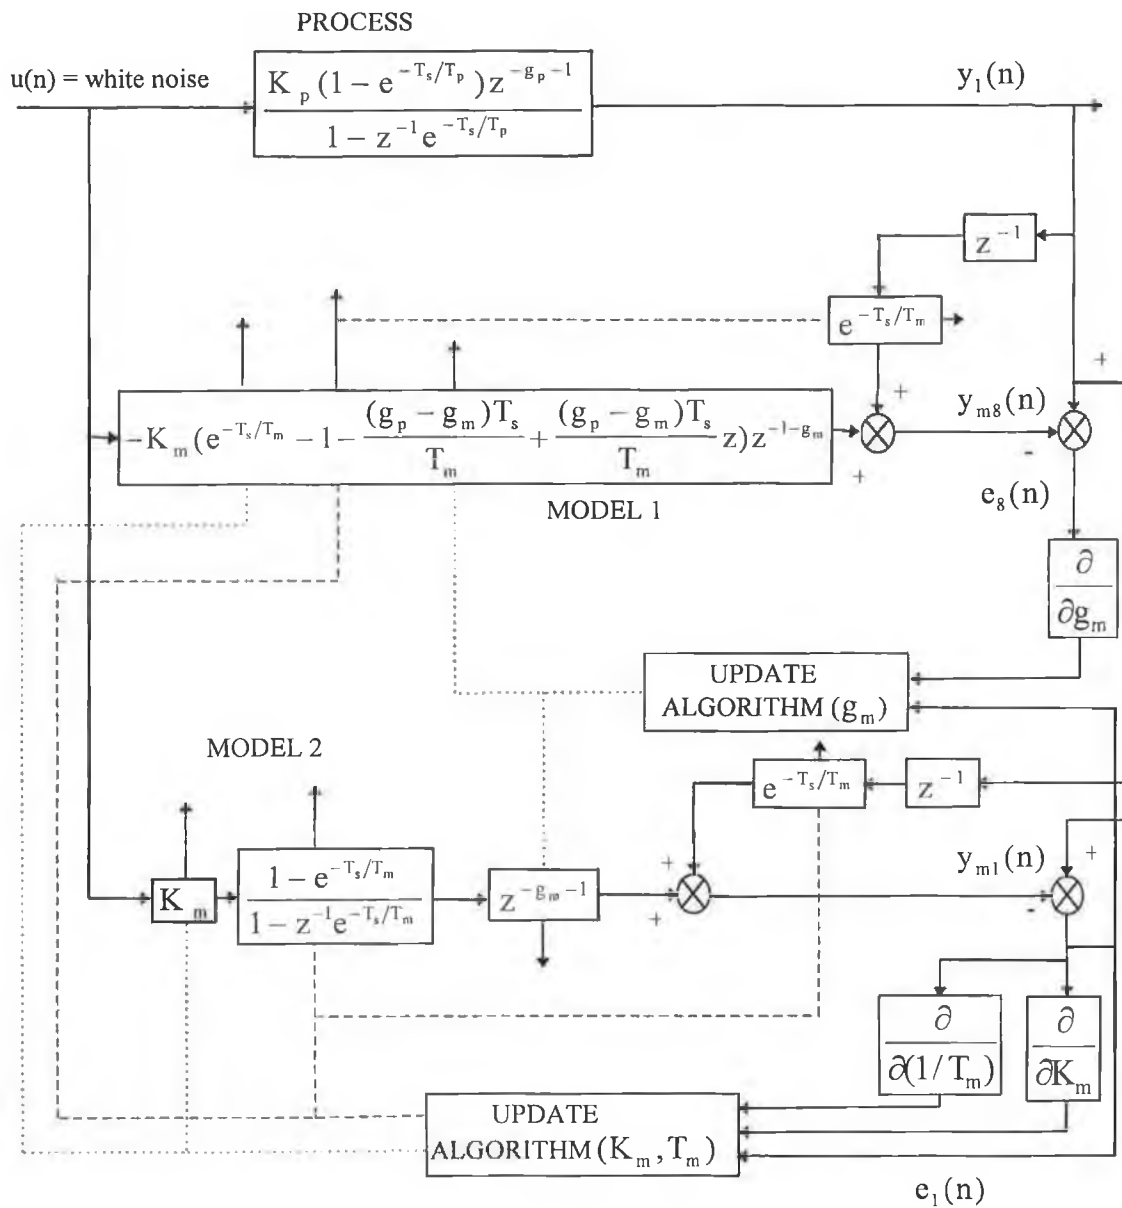 PROCESS
u(n) = white noise
K_p (1 − e^{−T_s/T_p}) z^{−g_p−1}
1 − z^{−1} e^{−T_s/T_p}
y_1(n)
z^{−1}
e^{−T_s/T_m}
+
+
−K_m (e^{−T_s/T_m} − 1 − (g_p − g_m)T_s / T_m + (g_p − g_m)T_s / T_m z) z^{−1−g_m}
y_{m8}(n)
+
-
MODEL 1
e_8(n)
∂
∂g_m
UPDATE
ALGORITHM (g_m)
MODEL 2
e^{−T_s/T_m}
z^{−1}
K_m
1 − e^{−T_s/T_m}
1 − z^{−1} e^{−T_s/T_m}
z^{−g_m−1}
+
+
y_{m1}(n)
+
-
∂
∂(1/T_m)
∂
∂K_m
UPDATE
ALGORITHM (K_m, T_m)
e_1(n)